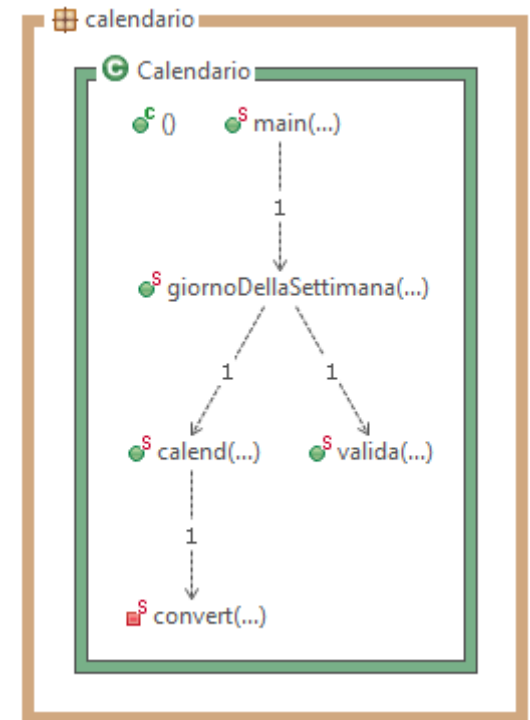 calendario
C Calendario
C () S main(...)
1
S giornoDellaSettimana(...)
1 1
S calend(...) S valida(...)
1
S convert(...)